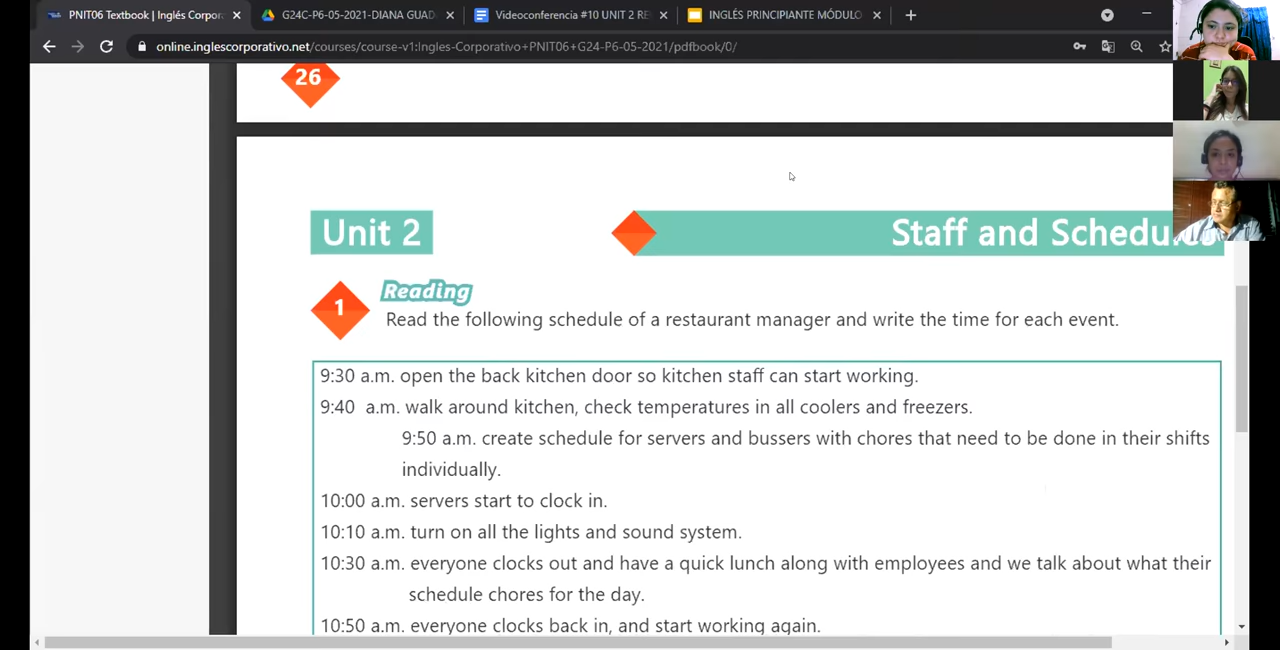 PNIT06 Textbook | Inglés Corpor
G24C-P6-05-2021-DIANA GUAD
Videoconferencia #10 UNIT 2 RE
INGLÉS PRINCIPIANTE MÓDULO
online.inglescorporativo.net/courses/course-v1:Ingles-Corporativo+PNIT06+G24-P6-05-2021/pdfbook/0/
26
Unit 2
Staff and
1
Reading
Read the following schedule of a restaurant manager and write the time for each event.
9:30 a.m. open the back kitchen door so kitchen staff can start working.
9:40 a.m. walk around kitchen, check temperatures in all coolers and freezers.
9:50 a.m. create schedule for servers and bussers with chores that need to be done in their shifts
individually.
10:00 a.m. servers start to clock in.
10:10 a.m. turn on all the lights and sound system.
10:30 a.m. everyone clocks out and have a quick lunch along with employees and we talk about what their
schedule chores for the day.
10:50 a.m. everyone clocks back in, and start working again.